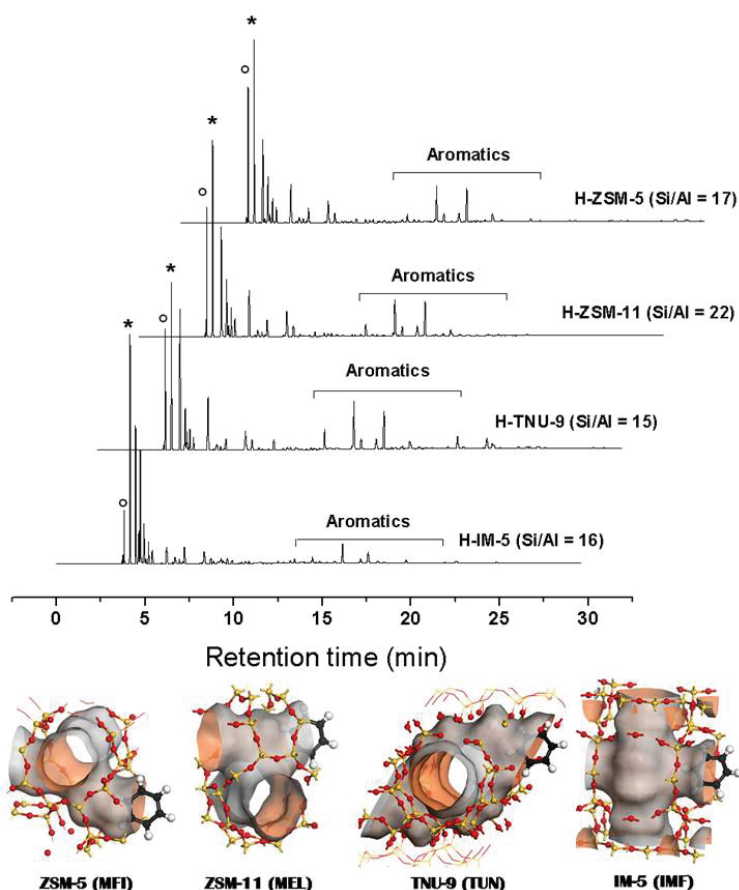 *
○
*
Aromatics
○
H-ZSM-5 (Si/Al = 17)
*
Aromatics
*
○
H-ZSM-11 (Si/Al = 22)
Aromatics
H-TNU-9 (Si/Al = 15)
○
Aromatics
H-IM-5 (Si/Al = 16)
0 5 10 15 20 25 30
Retention time (min)
ZSM-5 (MFI) ZSM-11 (MEL) TNU-9 (TUN) IM-5 (IMF)